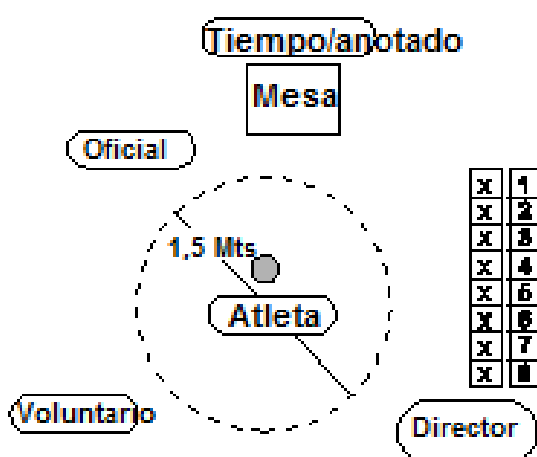 Tiempo/anotado
Mesa
Oficial
1,5 Mts
Atleta
x 1
x 2
x 3
x 4
x 5
x 6
x 7
x 8
Voluntario
Director